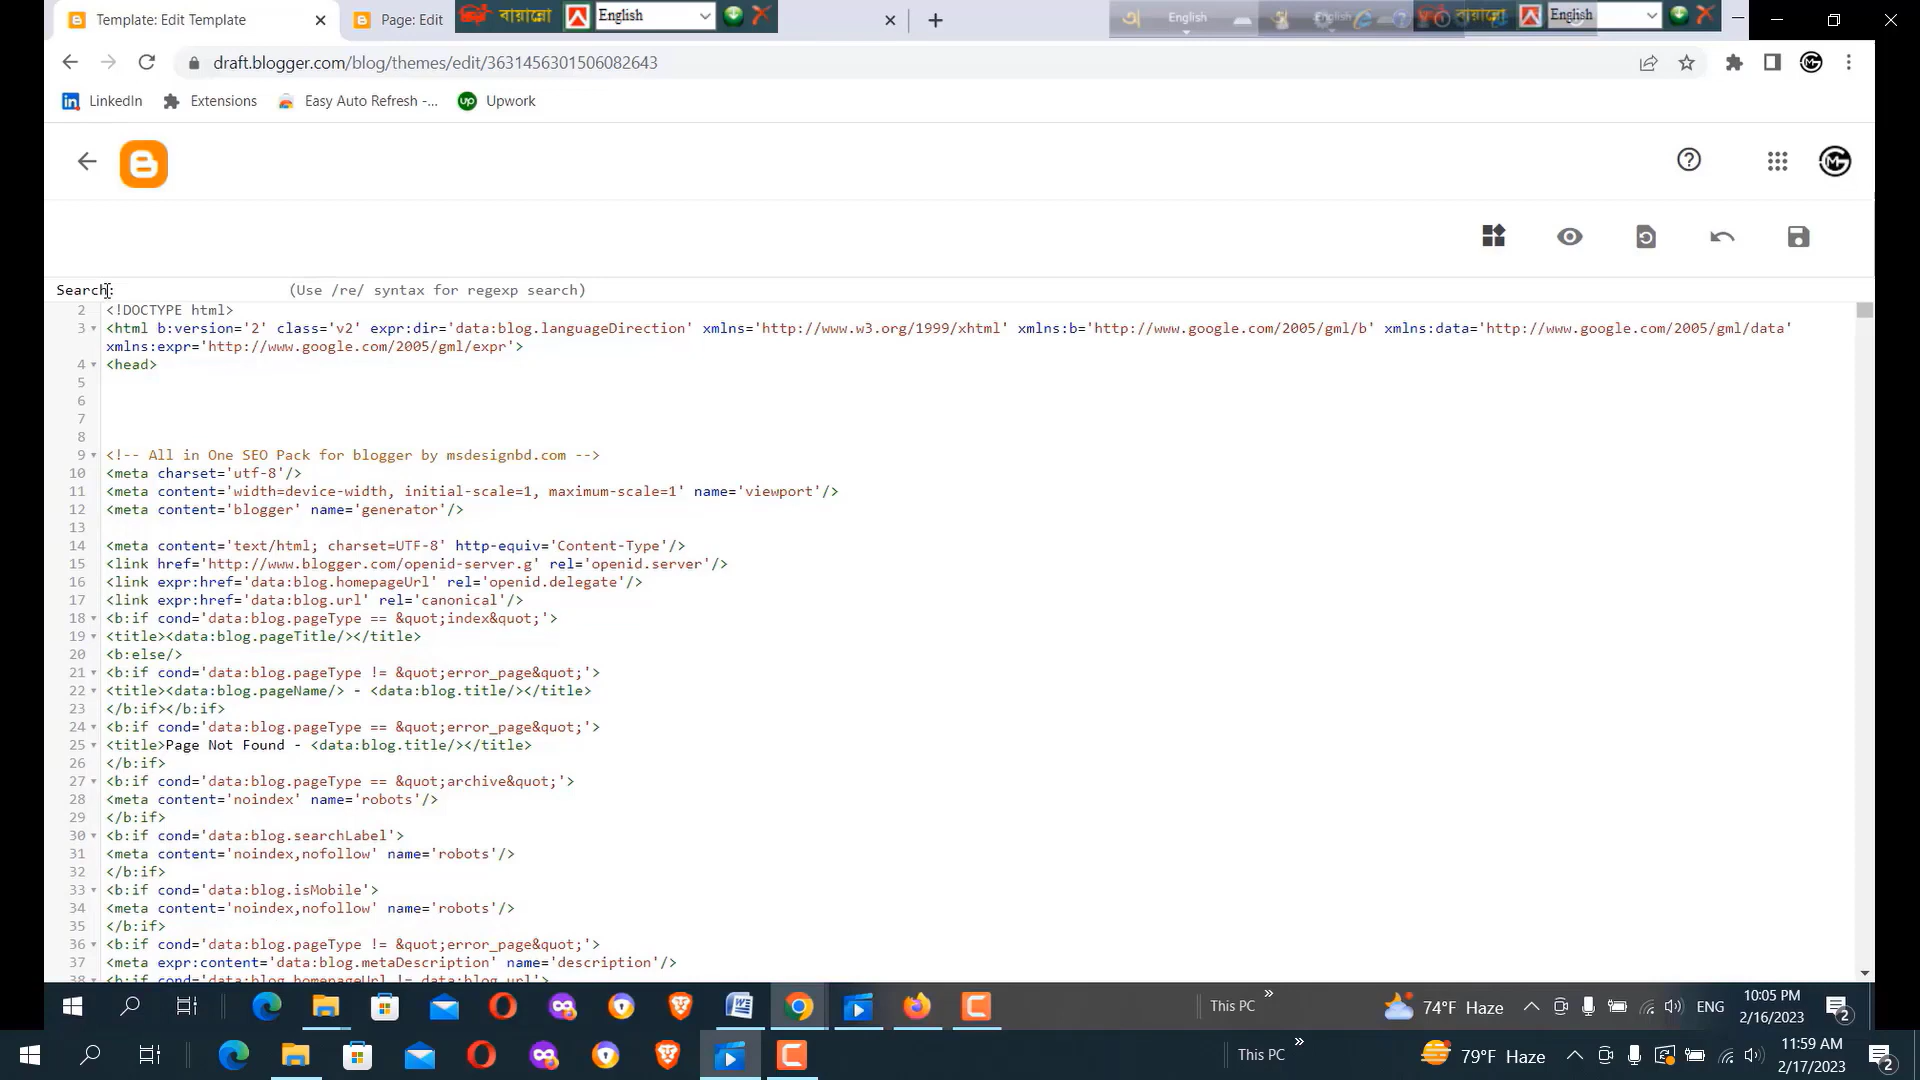 Template: Edit Template
Page: Edit
বায়ান্নো
English
English
English
বায়ান্নো
English
draft.blogger.com/blog/themes/edit/3631456301506082643
LinkedIn
Extensions
Easy Auto Refresh -...
Upwork
Search:
(Use /re/ syntax for regexp search)
2 <!DOCTYPE html>
3 <html b:version='2' class='v2' expr:dir='data:blog.languageDirection' xmlns='http://www.w3.org/1999/xhtml' xmlns:b='http://www.google.com/2005/gml/b' xmlns:data='http://www.google.com/2005/gml/data'
xmlns:expr='http://www.google.com/2005/gml/expr'>
4 <head>
5
6
7
8
9 <!-- All in One SEO Pack for blogger by msdesignbd.com -->
10 <meta charset='utf-8'/>
11 <meta content='width=device-width, initial-scale=1, maximum-scale=1' name='viewport'/>
12 <meta content='blogger' name='generator'/>
13
14 <meta content='text/html; charset=UTF-8' http-equiv='Content-Type'/>
15 <link href='http://www.blogger.com/openid-server.g' rel='openid.server'/>
16 <link expr:href='data:blog.homepageUrl' rel='openid.delegate'/>
17 <link expr:href='data:blog.url' rel='canonical'/>
18 <b:if cond='data:blog.pageType == &quot;index&quot;'>
19 <title><data:blog.pageTitle/></title>
20 <b:else/>
21 <b:if cond='data:blog.pageType != &quot;error_page&quot;'>
22 <title><data:blog.pageName/> - <data:blog.title/></title>
23 </b:if></b:if>
24 <b:if cond='data:blog.pageType == &quot;error_page&quot;'>
25 <title>Page Not Found - <data:blog.title/></title>
26 </b:if>
27 <b:if cond='data:blog.pageType == &quot;archive&quot;'>
28 <meta content='noindex' name='robots'/>
29 </b:if>
30 <b:if cond='data:blog.searchLabel'>
31 <meta content='noindex,nofollow' name='robots'/>
32 </b:if>
33 <b:if cond='data:blog.isMobile'>
34 <meta content='noindex,nofollow' name='robots'/>
35 </b:if>
36 <b:if cond='data:blog.pageType != &quot;error_page&quot;'>
37 <meta expr:content='data:blog.metaDescription' name='description'/>
38 <b:if cond='data:blog.homepageUrl != data:blog.url'>
This PC
74°F Haze
ENG
10:05 PM
2/16/2023
2
This PC
79°F Haze
11:59 AM
2/17/2023
2